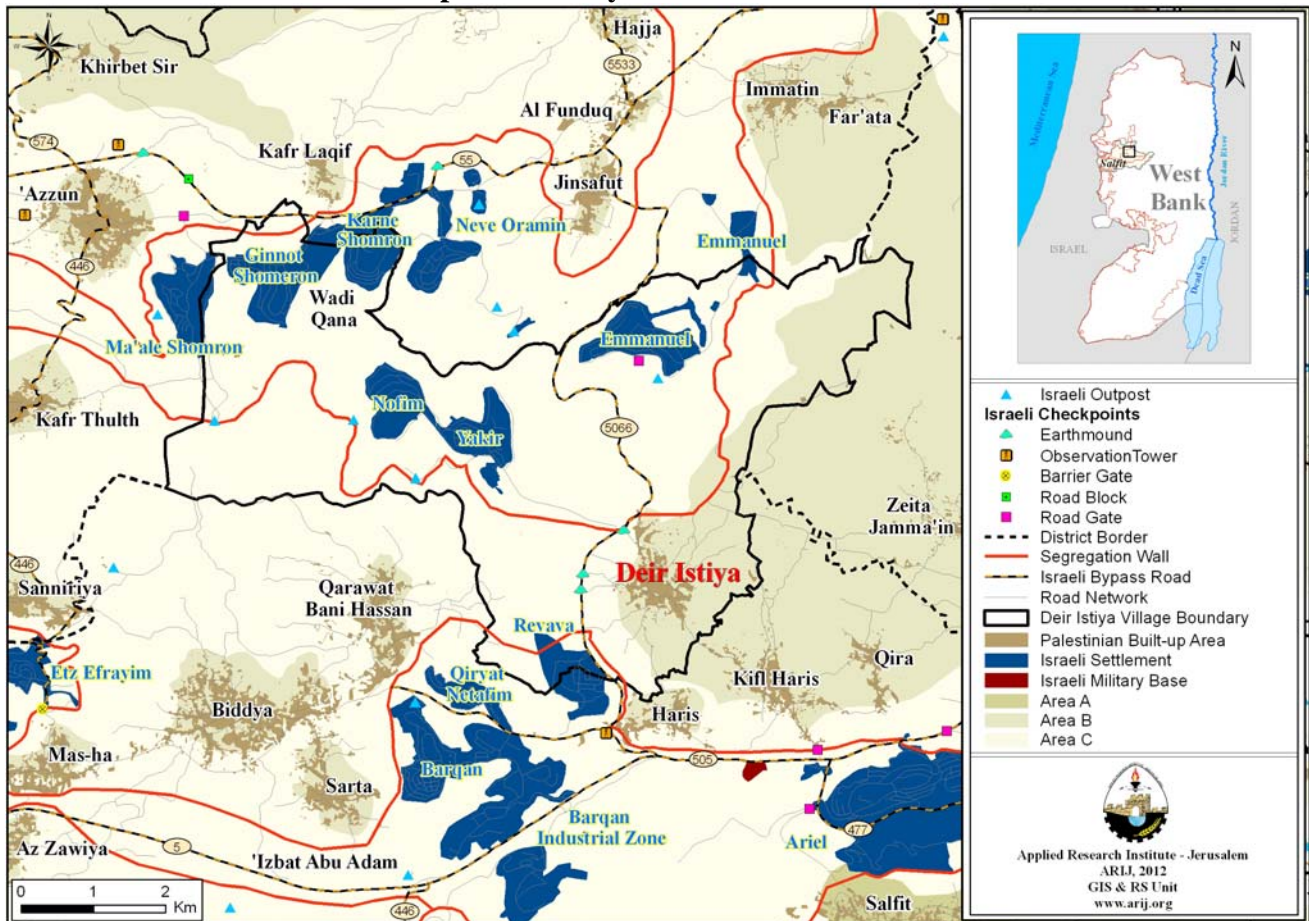 Khirbet Sir
Hajja
5533
Immatin
Far'ata
Al Funduq
574
Kafr Laqif
55
'Azzun
Jinsafut
Karne
Shomron
Neve Oramin
Emmanuel
Ginnot
Shomeron
446
Wadi
Qana
Ma'ale Shomron
Emmanuel
Nofim
Kafr Thulth
Yakir
5066
Zeita
Jamma'in
446
Sanniriya
Qarawat
Bani Hassan
Deir Istiya
Revava
Etz Efrayim
Qiryat
Netafim
Qira
Kifl Haris
Biddya
Haris
Mas-ha
Barqan
505
Sarta
Barqan
Industrial Zone
Ariel
477
5
Az Zawiya
'Izbat Abu Adam
446
Salfit
0 1 2
Km
N
Mediterranean Sea
Salfit
West
Bank
Jordan River
ISRAEL
JORDAN
Dead Sea
Israeli Outpost
Israeli Checkpoints
Earthmound
ObservationTower
Barrier Gate
Road Block
Road Gate
District Border
Segregation Wall
Israeli Bypass Road
Road Network
Deir Istiya Village Boundary
Palestinian Built-up Area
Israeli Settlement
Israeli Military Base
Area A
Area B
Area C
Applied Research Institute - Jerusalem
ARIJ, 2012
GIS & RS Unit
www.arij.org